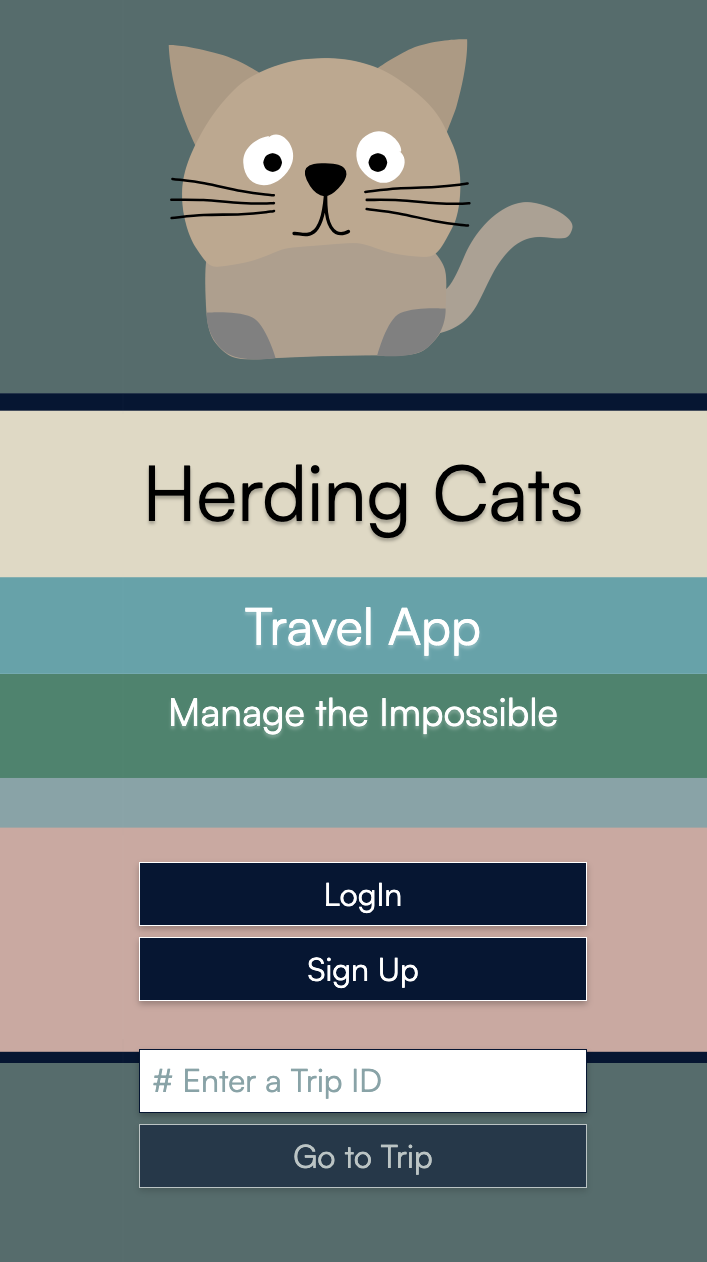 Herding Cats
Travel App
Manage the Impossible
LogIn
Sign Up
# Enter a Trip ID
Go to Trip